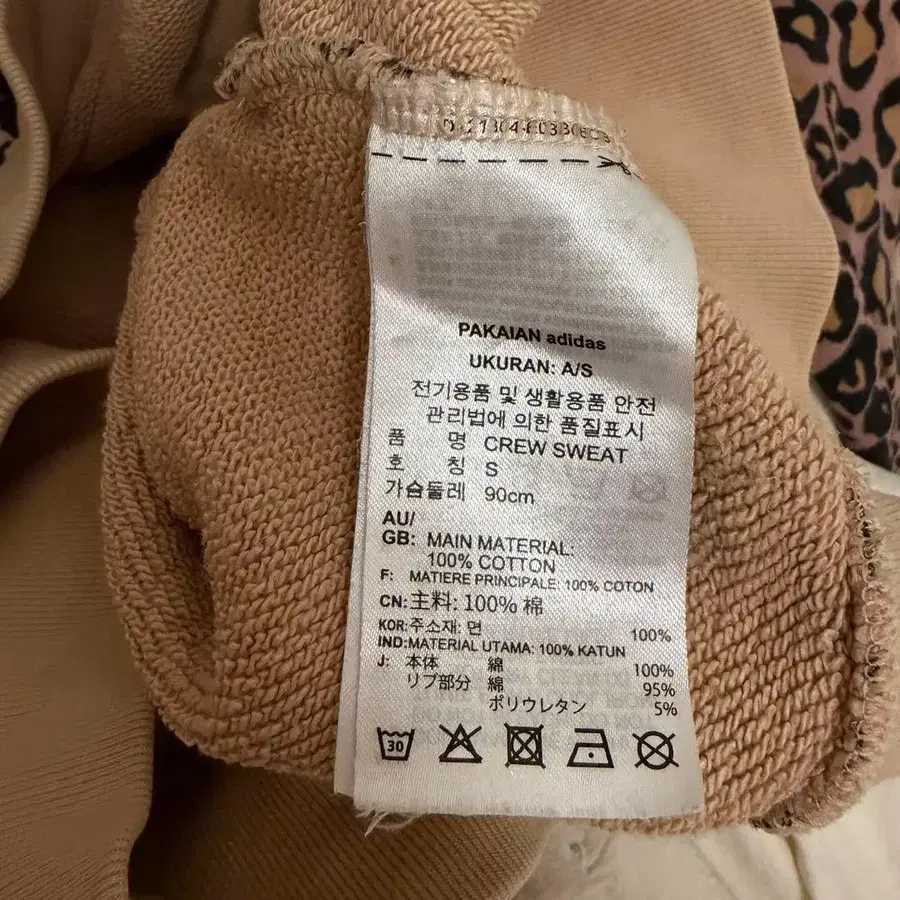 PAKAIAN adidas
UKURAN: A/S
전기용품 및 생활용품 안전
관리법에 의한 품질표시
품 명 CREW SWEAT
호 칭 S
가슴둘레 90cm
AU/
GB: MAIN MATERIAL:
100% COTTON
F: MATIERE PRINCIPALE: 100% COTON
CN: 主料: 100% 棉
KOR: 주소재: 면 100%
IND: MATERIAL UTAMA: 100% KATUN
J: 本体 綿 100%
リブ部分 綿 95%
ポリウレタン 5%
30